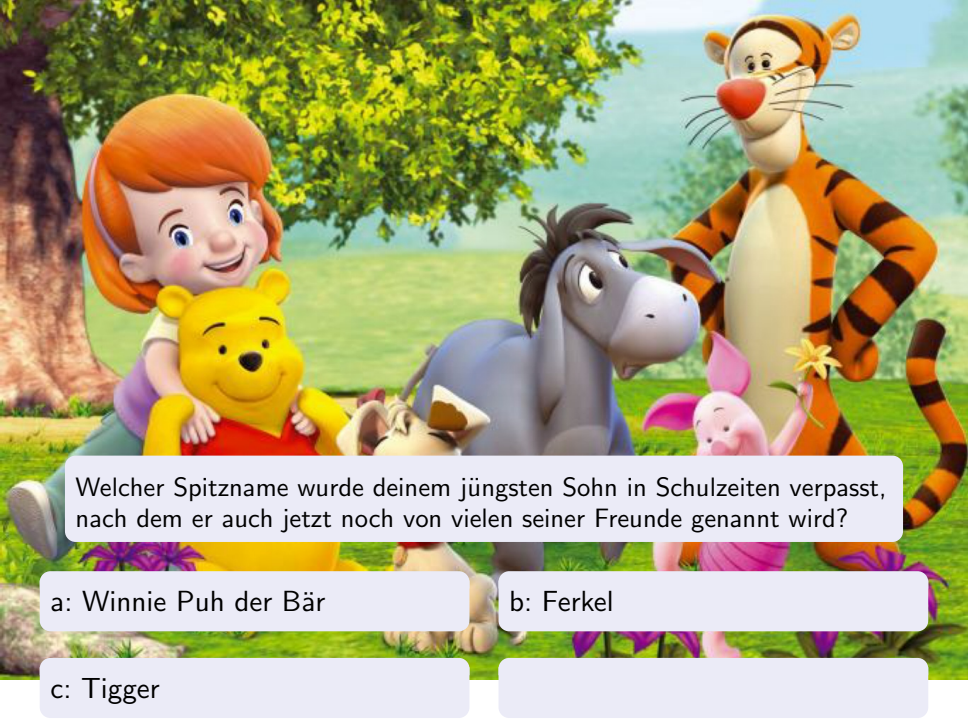 Welcher Spitzname wurde deinem jüngsten Sohn in Schulzeiten verpasst,
nach dem er auch jetzt noch von vielen seiner Freunde genannt wird?
a: Winnie Puh der Bär
b: Ferkel
c: Tigger